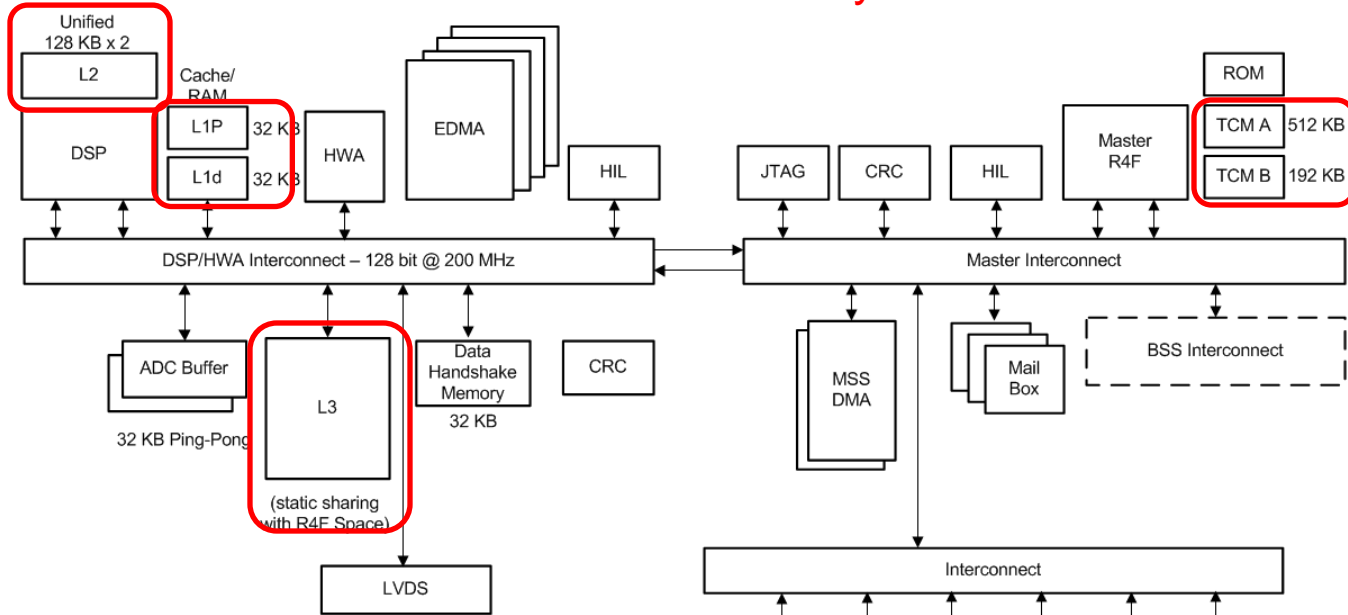 Unified
128 KB x 2
L2
Cache/
RAM
L1P
32 KB
L1d
32 KB
DSP
HWA
EDMA
HIL
JTAG
CRC
HIL
Master
R4F
ROM
TCM A
512 KB
TCM B
192 KB
DSP/HWA Interconnect – 128 bit @ 200 MHz
Master Interconnect
ADC Buffer
32 KB Ping-Pong
L3
(static sharing
with R4F Space)
Data
Handshake
Memory
32 KB
CRC
MSS
DMA
Mail
Box
BSS Interconnect
LVDS
Interconnect